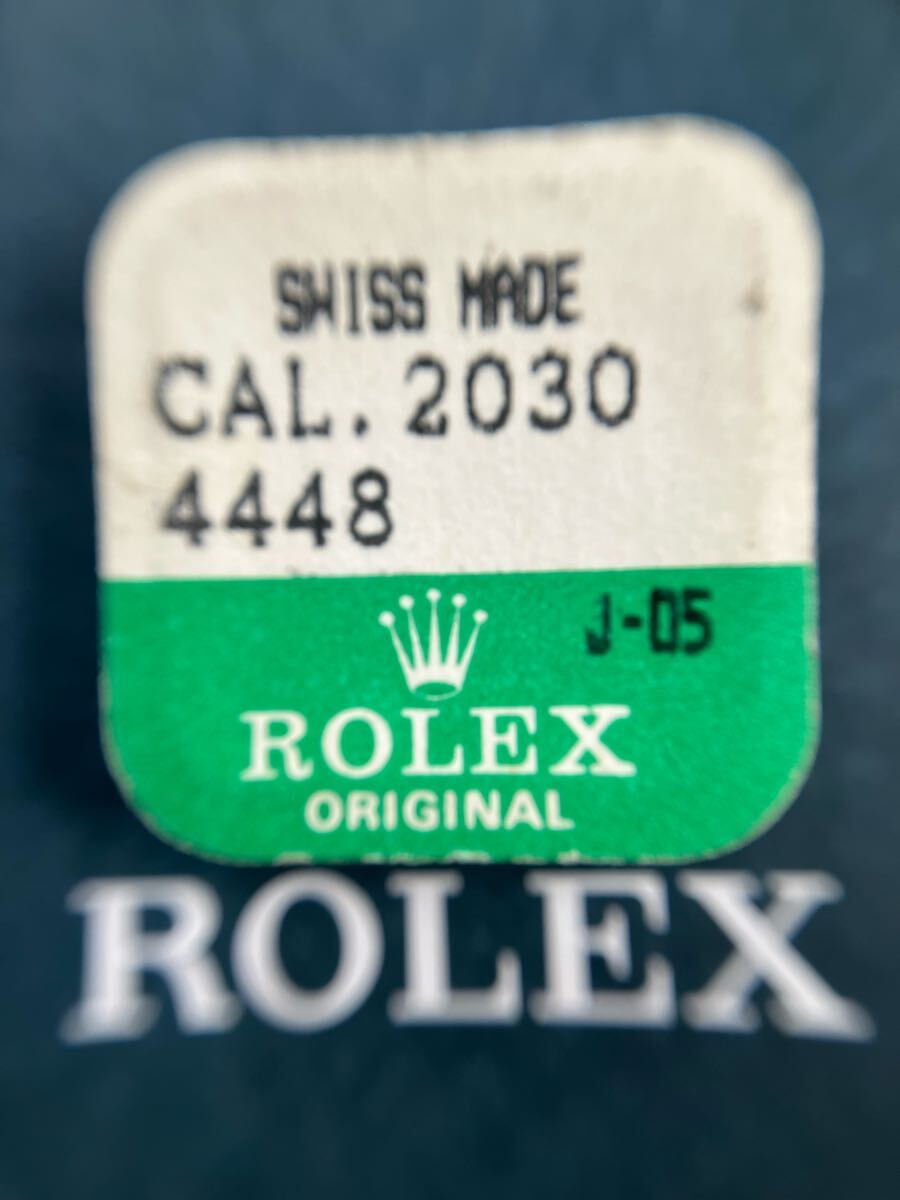 SWISS MADE
CAL. 2030
4448
J-05
ROLEX
ORIGINAL
ROLEX